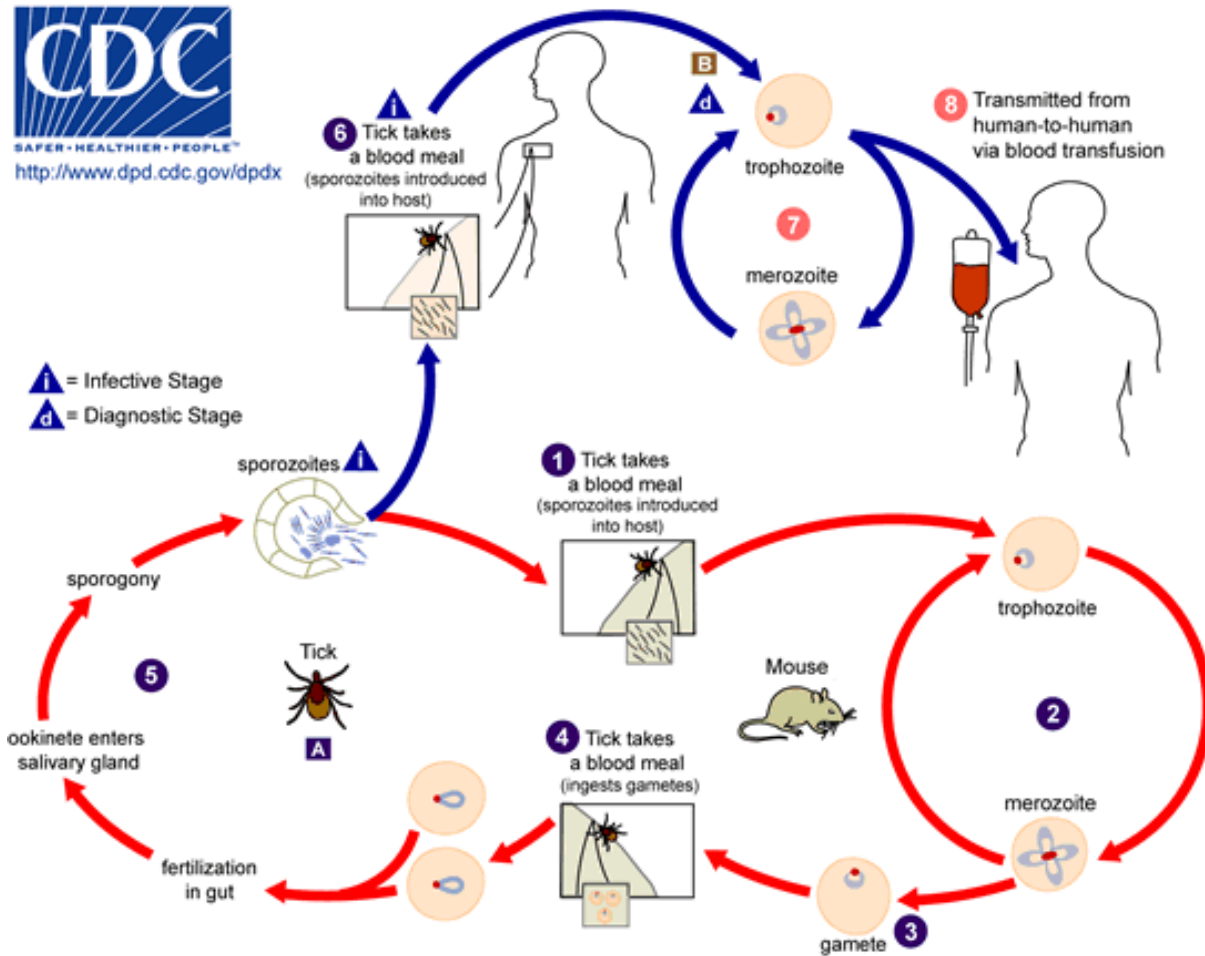 CDC
SAFER • HEALTHIER • PEOPLE™
http://www.dpd.cdc.gov/dpdx
i
6 Tick takes
a blood meal
(sporozoites introduced
into host)
B
d
trophozoite
7
merozoite
8 Transmitted from
human-to-human
via blood transfusion
i = Infective Stage
d = Diagnostic Stage
sporozoites i
1 Tick takes
a blood meal
(sporozoites introduced
into host)
trophozoite
sporogony
5
Tick
A
Mouse
2
ookinete enters
salivary gland
4 Tick takes
a blood meal
(ingests gametes)
merozoite
fertilization
in gut
gamete 3